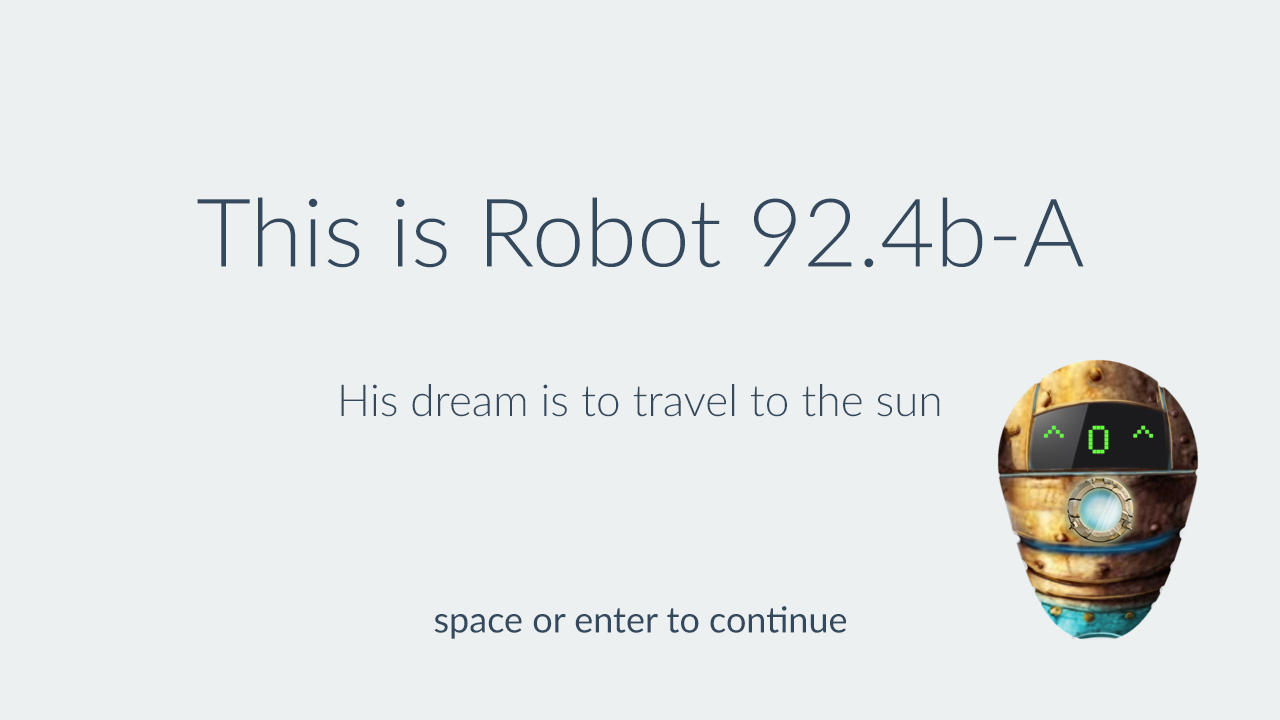 This is Robot 92.4b-A
His dream is to travel to the sun
^ 0 ^
space or enter to continue